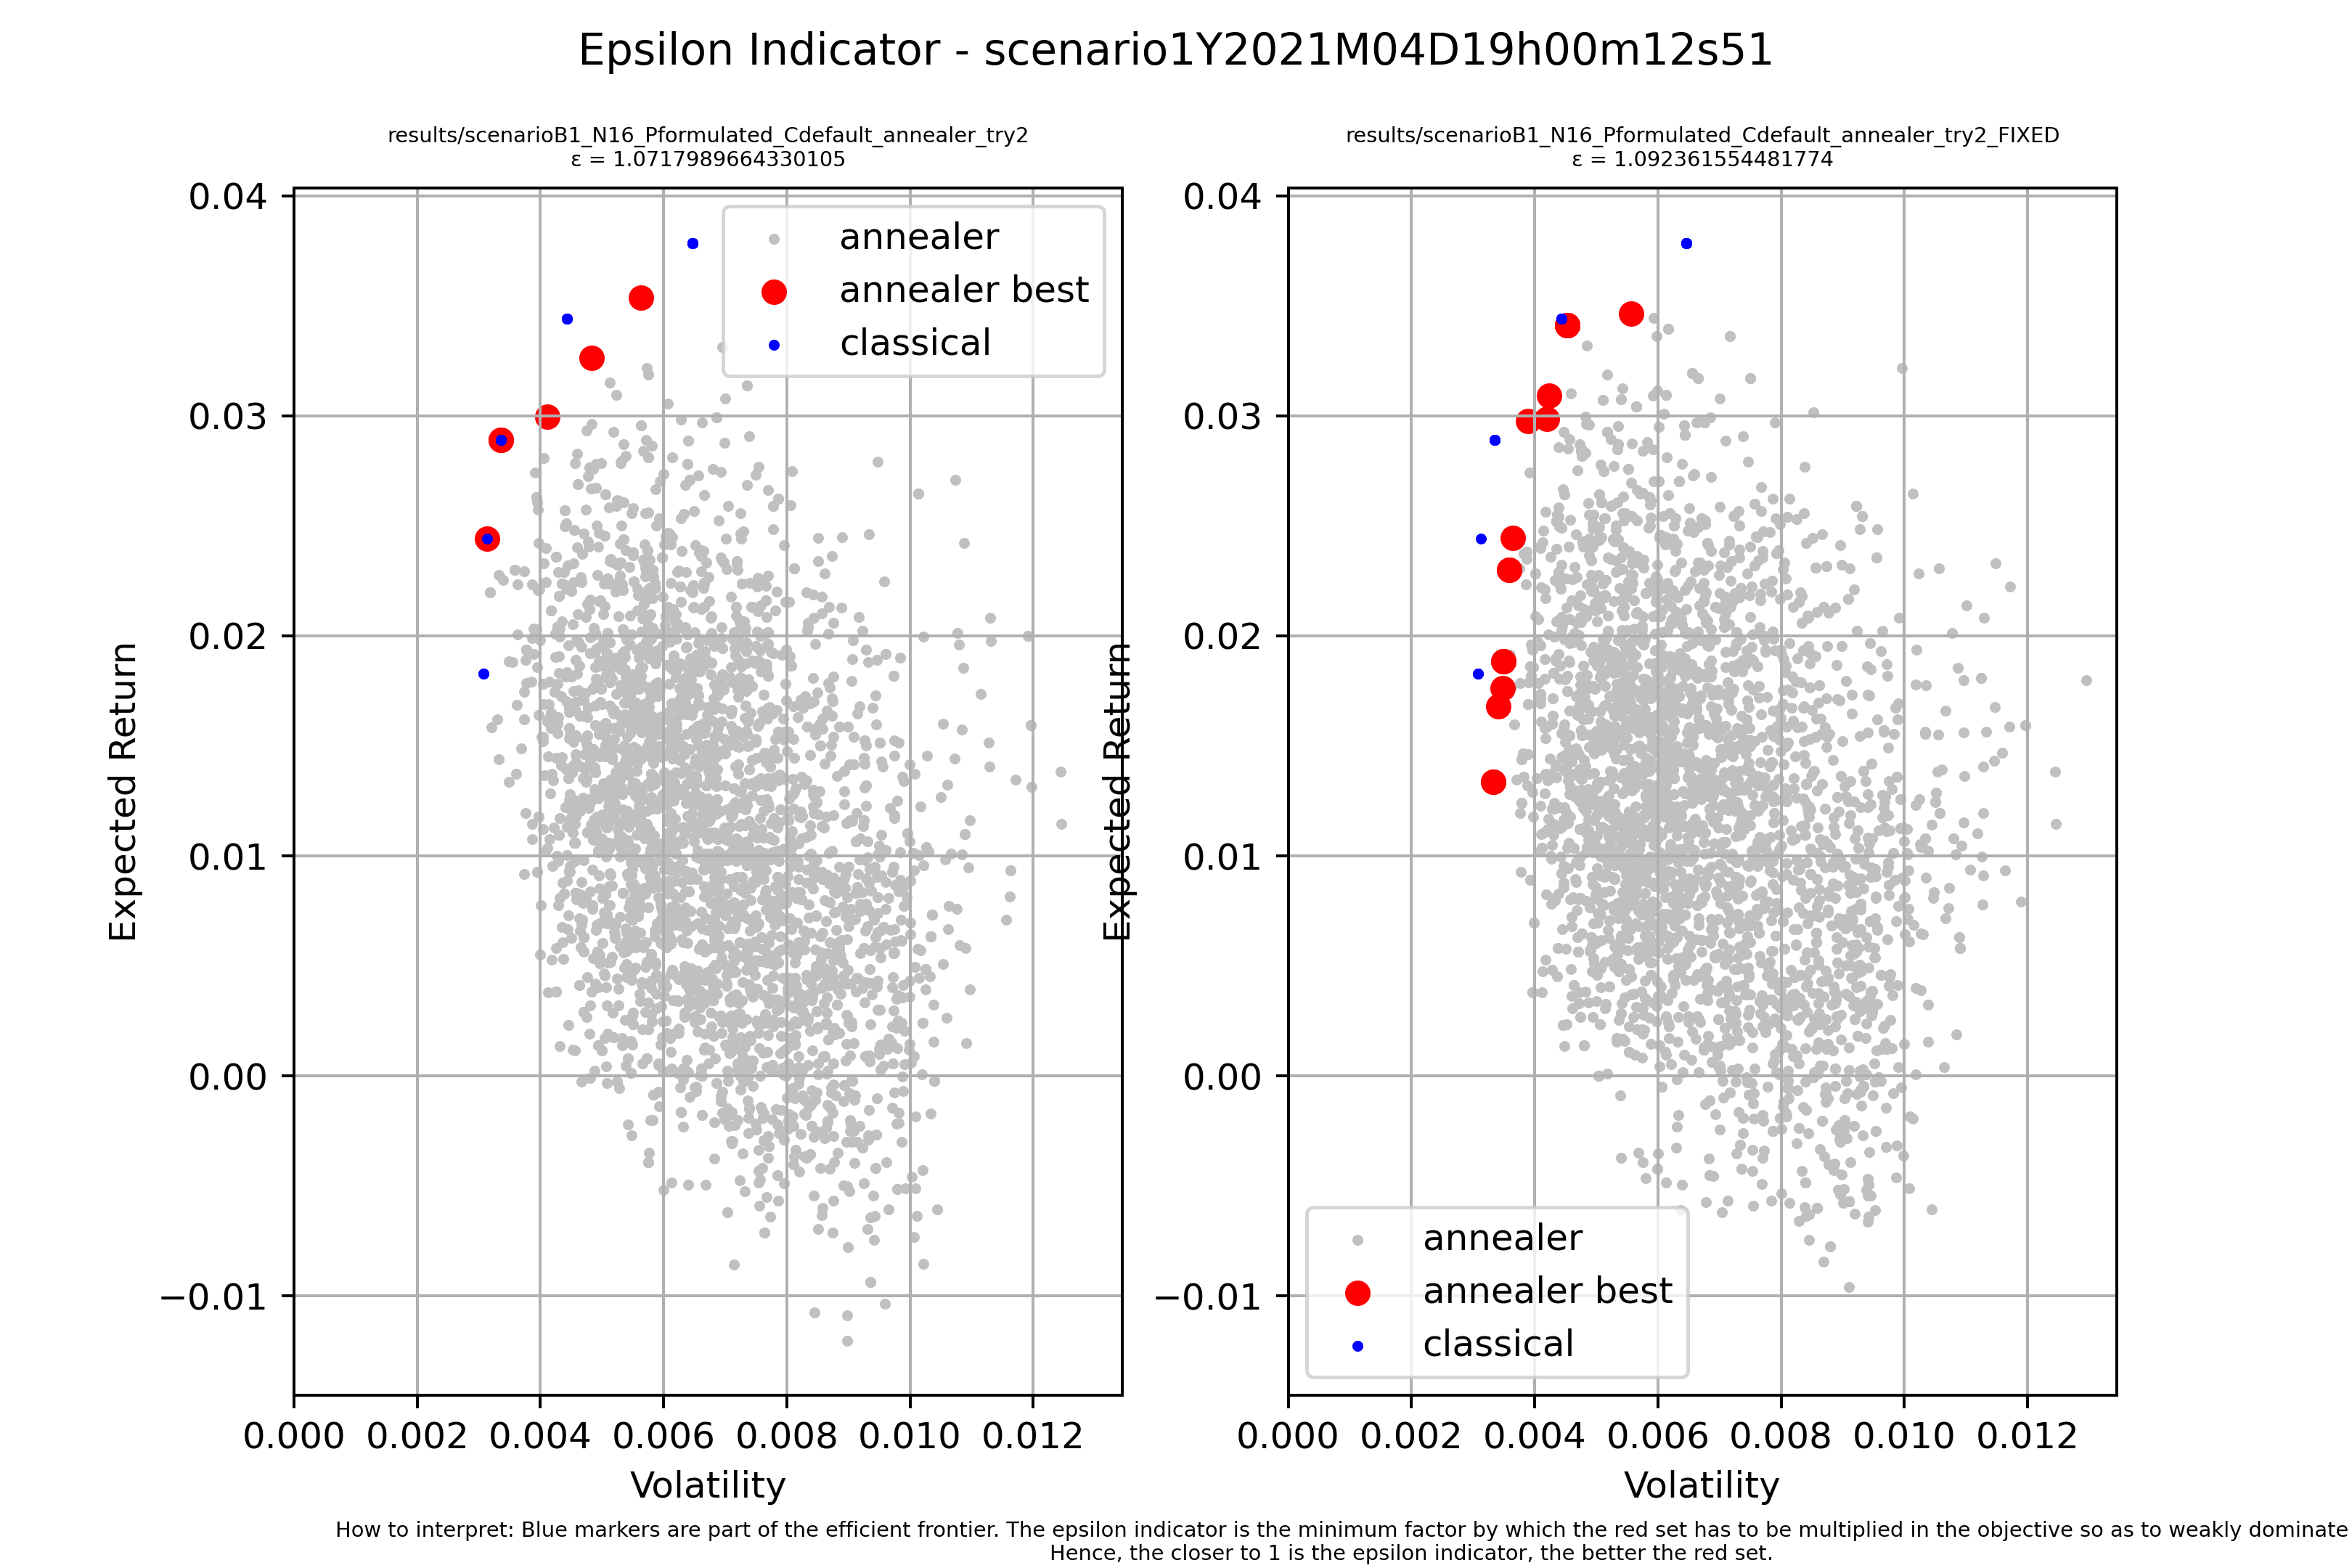 Epsilon Indicator - scenario1Y2021M04D19h00m12s51
results/scenarioB1_N16_Pformulated_Cdefault_annealer_try2
ε = 1.0717989664330105
0.04
0.03
0.02
0.01
0.00
−0.01
Expected Return
annealer
annealer best
classical
0.000 0.002 0.004 0.006 0.008 0.010 0.012
Volatility
results/scenarioB1_N16_Pformulated_Cdefault_annealer_try2_FIXED
ε = 1.092361554481774
0.04
0.03
0.02
0.01
0.00
−0.01
Expected Return
annealer
annealer best
classical
0.000 0.002 0.004 0.006 0.008 0.010 0.012
Volatility
How to interpret: Blue markers are part of the efficient frontier. The epsilon indicator is the minimum factor by which the red set has to be multiplied in the objective so as to weakly dominate
Hence, the closer to 1 is the epsilon indicator, the better the red set.